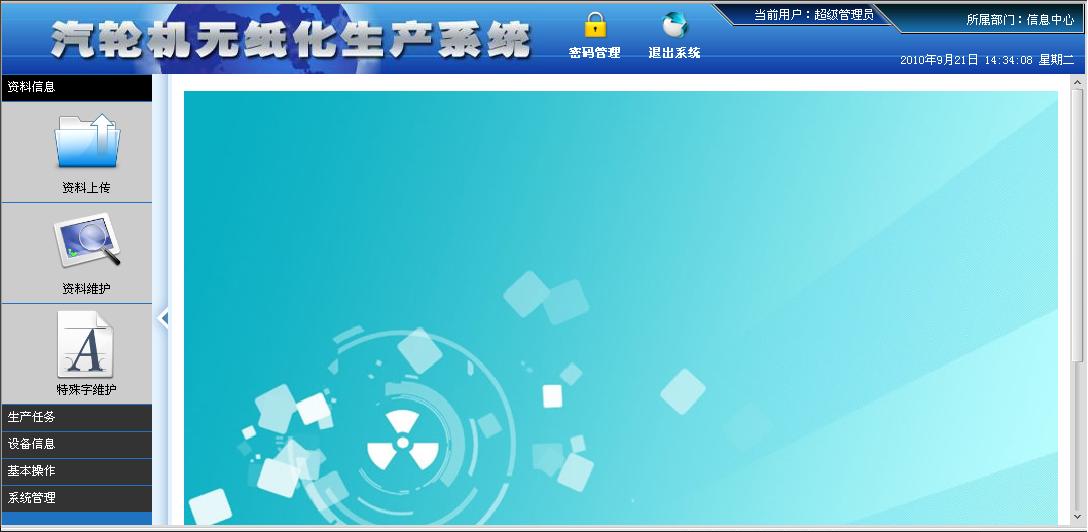 汽轮机无纸化生产系统
密码管理
退出系统
当前用户：超级管理员
所属部门：信息中心
2010年9月21日 14:34:08 星期二
资料信息
资料上传
资料维护
A
特殊字维护
生产任务
设备信息
基本操作
系统管理